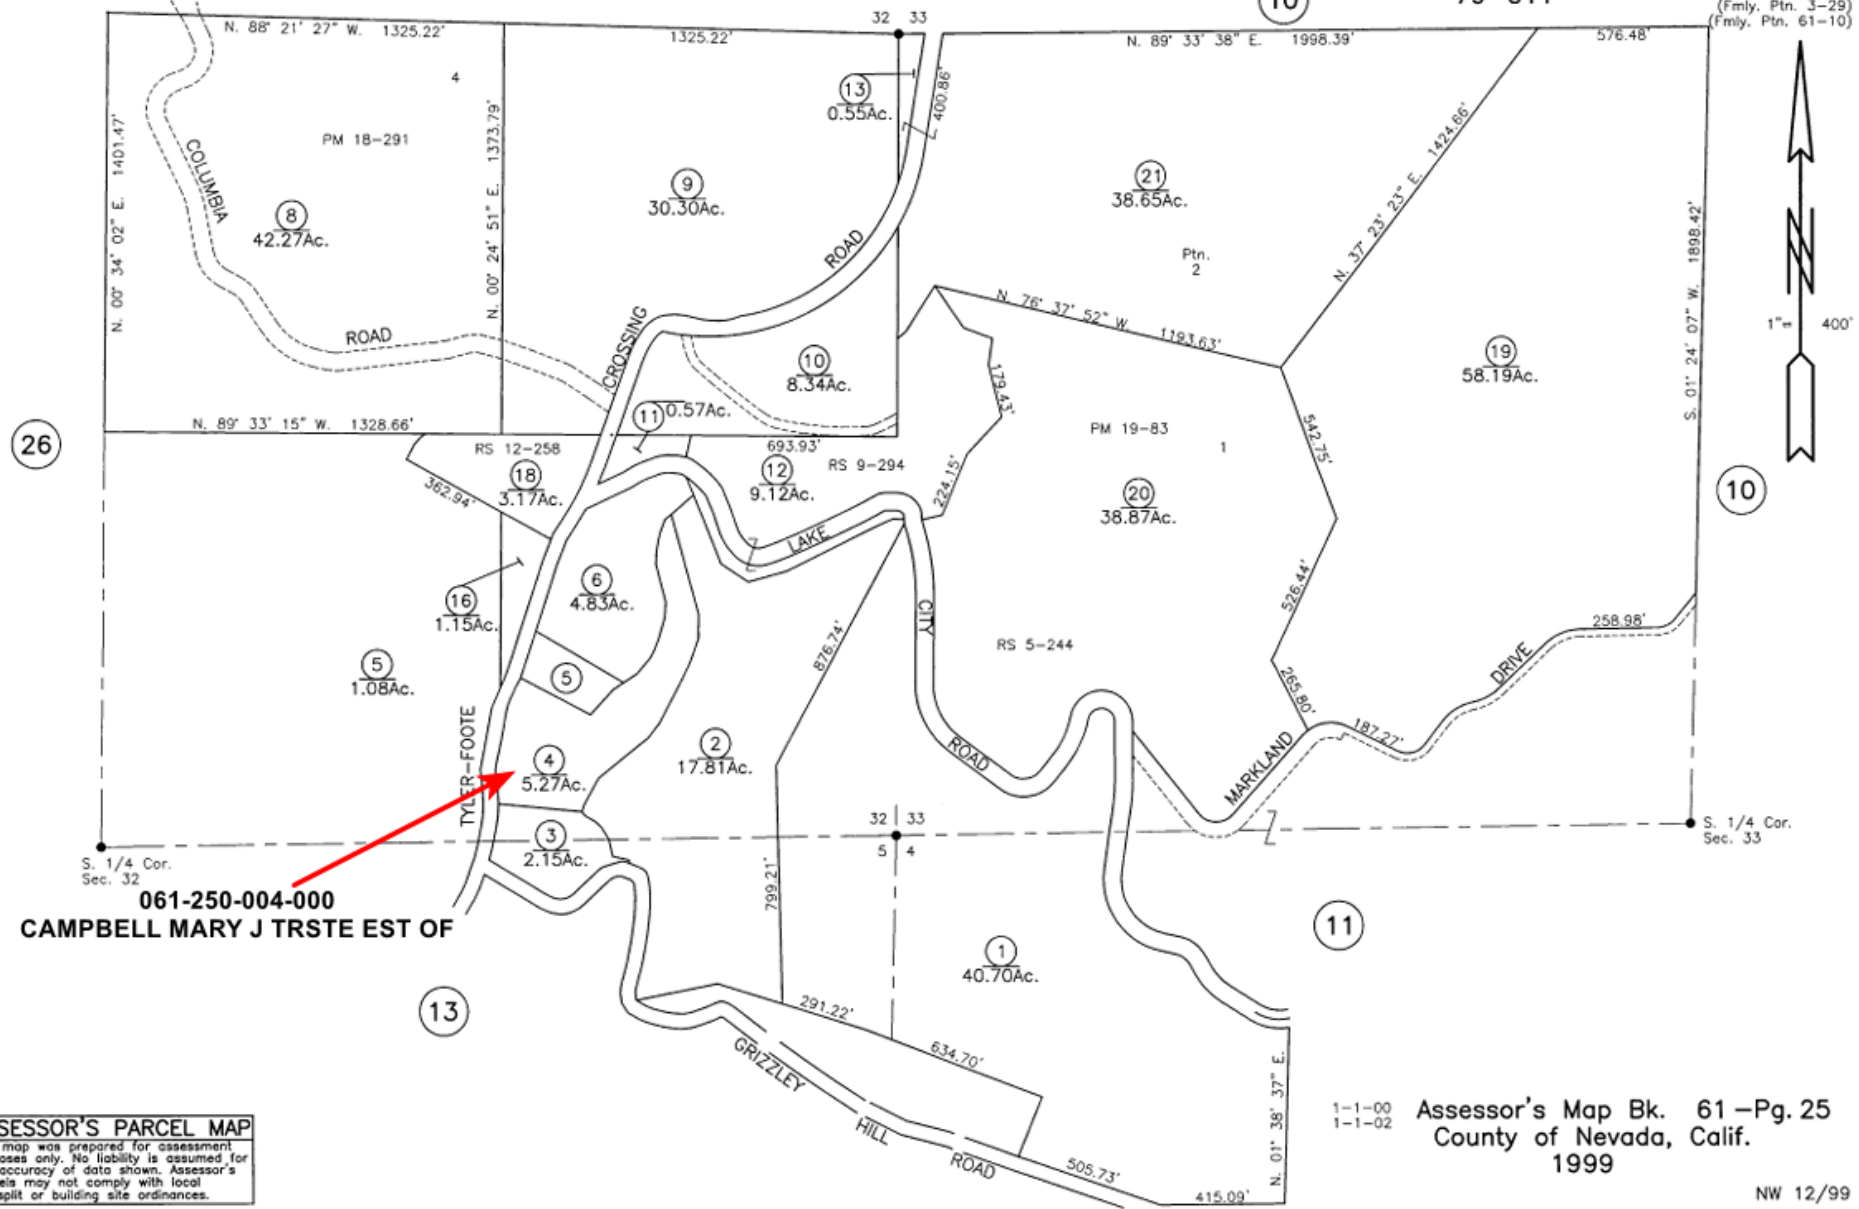 (Fmly. Ptn. 3-29)
(Fmly. Ptn. 61-10)
10
32 33
N. 88° 21' 27" W. 1325.22'
1325.22'
N. 89° 33' 38" E. 1998.39'
576.48'
4
13
0.55Ac.
400.86'
PM 18-291
N. 00° 34' 02" E. 1401.47'
N. 00° 24' 51" E. 1373.79'
COLUMBIA
ROAD
8
42.27Ac.
9
30.30Ac.
ROAD
CROSSING
21
38.65Ac.
Ptn.
2
N. 37° 23' 23" E. 1424.66'
S. 01° 24' 07" W. 1898.42'
N
1"= 400'
N. 76° 37' 52" W 1193.63'
19
58.19Ac.
10
8.34Ac.
179.43'
11
0.57Ac.
N. 89° 33' 15" W. 1328.66'
26
RS 12-258
693.93'
RS 9-294
PM 19-83
1
542.75'
18
3.17Ac.
362.94'
12
9.12Ac.
224.15'
20
38.87Ac.
10
LAKE
CITY
ROAD
6
4.83Ac.
16
1.15Ac.
526.44'
258.98'
876.74'
RS 5-244
5
1.08Ac.
5
265.80'
DRIVE
187.27'
MARKLAND
TYLER-FOOTE
4
5.27Ac.
2
17.81Ac.
3
2.15Ac.
32 33
5 4
S. 1/4 Cor.
Sec. 33
S. 1/4 Cor.
Sec. 32
061-250-004-000
CAMPBELL MARY J TRSTE EST OF
799.21'
11
1
40.70Ac.
13
291.22'
634.70'
GRIZZLEY
HILL
ROAD
505.73'
415.09'
N. 01° 38' 37" E.
SESSOR'S PARCEL MAP
map was prepared for assessment
oses only. No liability is assumed for
accuracy of data shown. Assessor's
els may not comply with local
split or building site ordinances.
1-1-00
1-1-02
Assessor's Map Bk. 61-Pg. 25
County of Nevada, Calif.
1999
NW 12/99